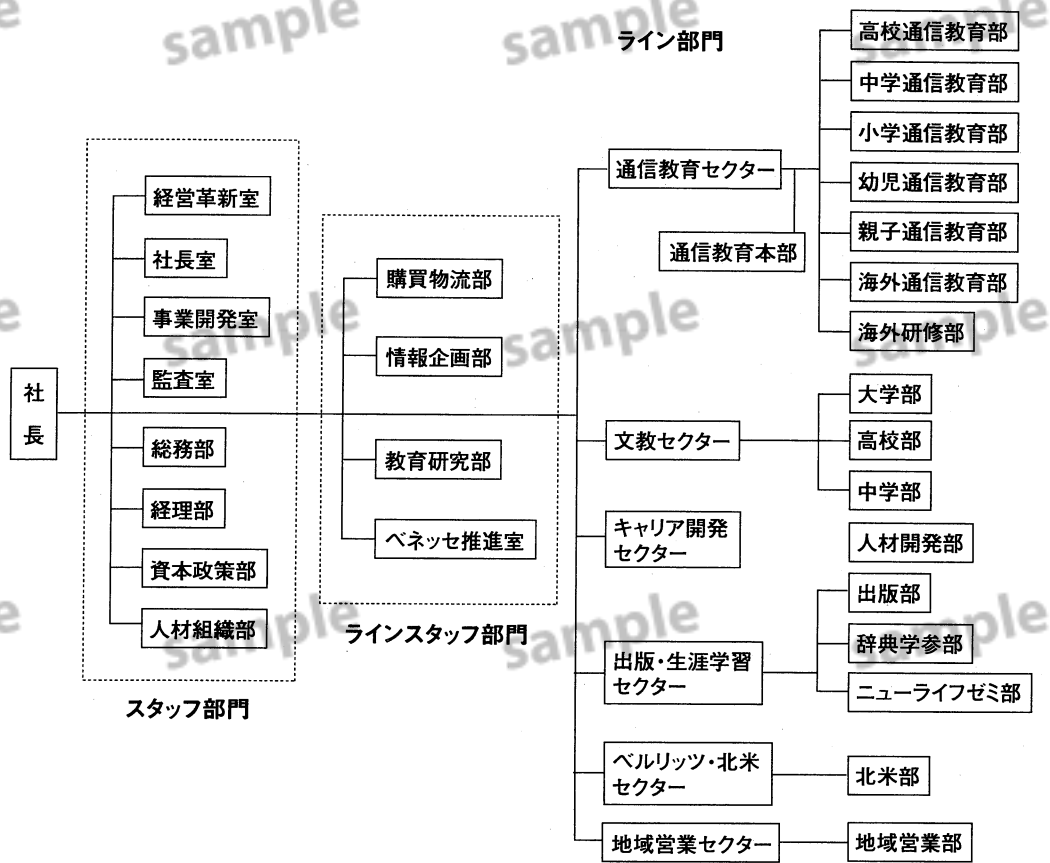 社
長
経営革新室
社長室
事業開発室
監査室
総務部
経理部
資本政策部
人材組織部
スタッフ部門
購買物流部
情報企画部
教育研究部
ベネッセ推進室
ラインスタッフ部門
ライン部門
通信教育セクター
通信教育本部
高校通信教育部
中学通信教育部
小学通信教育部
幼児通信教育部
親子通信教育部
海外通信教育部
海外研修部
文教セクター
大学部
高校部
中学部
キャリア開発
セクター
人材開発部
出版・生涯学習
セクター
出版部
辞典学参部
ニューライフゼミ部
ベルリッツ・北米
セクター
北米部
地域営業セクター
地域営業部
sample
sample
sample
sample
sample
sample
sample
sample
sample